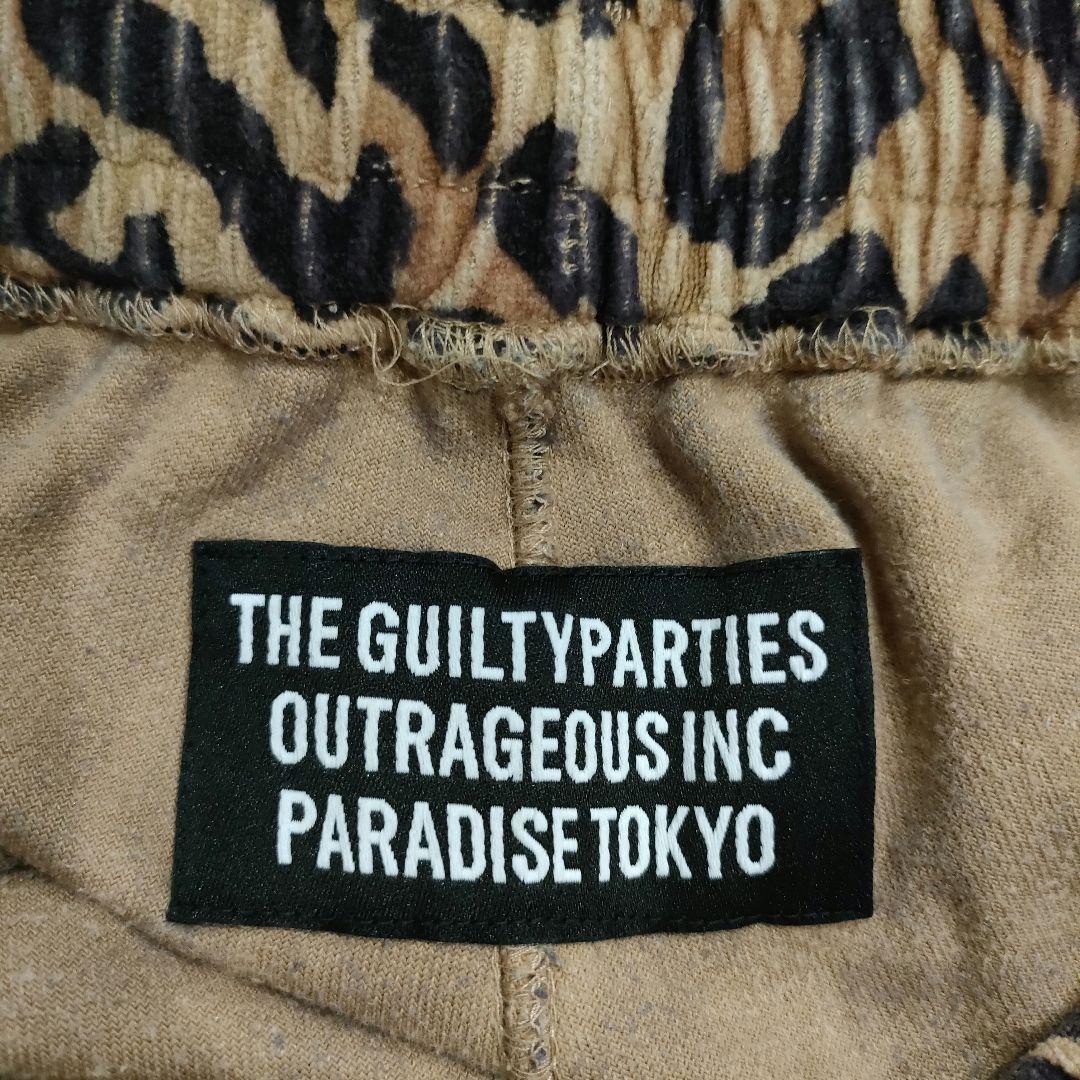 THE GUILTYPARTIES
OUTRAGEOUS INC
PARADISE TOKYO